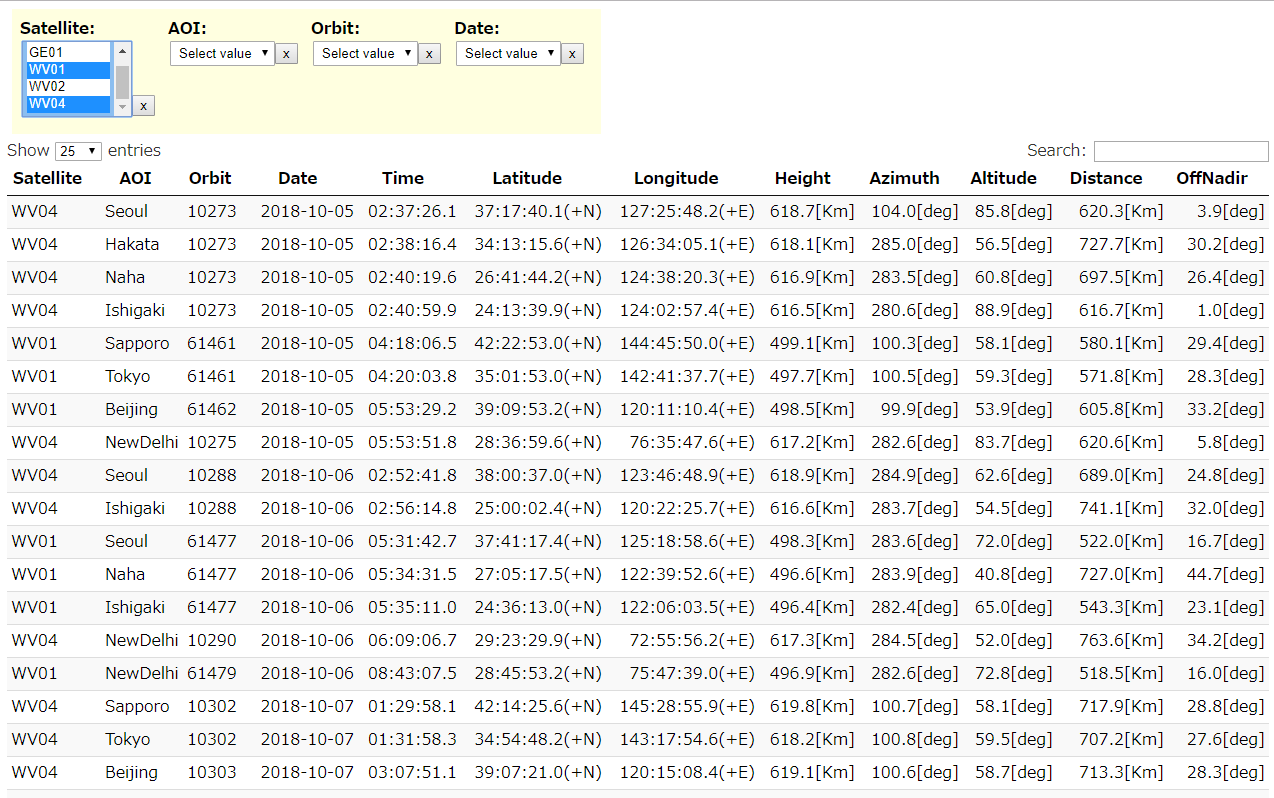 Satellite: AOI: Orbit: Date:
GE01
WV01
WV02
WV04
x
Select value x Select value x Select value x
Show 25 entries Search:
Satellite AOI Orbit Date Time Latitude Longitude Height Azimuth Altitude Distance OffNadir
WV04 Seoul 10273 2018-10-05 02:37:26.1 37:17:40.1(+N) 127:25:48.2(+E) 618.7[Km] 104.0[deg] 85.8[deg] 620.3[Km] 3.9[deg]
WV04 Hakata 10273 2018-10-05 02:38:16.4 34:13:15.6(+N) 126:34:05.1(+E) 618.1[Km] 285.0[deg] 56.5[deg] 727.7[Km] 30.2[deg]
WV04 Naha 10273 2018-10-05 02:40:19.6 26:41:44.2(+N) 124:38:20.3(+E) 616.9[Km] 283.5[deg] 60.8[deg] 697.5[Km] 26.4[deg]
WV04 Ishigaki 10273 2018-10-05 02:40:59.9 24:13:39.9(+N) 124:02:57.4(+E) 616.5[Km] 280.6[deg] 88.9[deg] 616.7[Km] 1.0[deg]
WV01 Sapporo 61461 2018-10-05 04:18:06.5 42:22:53.0(+N) 144:45:50.0(+E) 499.1[Km] 100.3[deg] 58.1[deg] 580.1[Km] 29.4[deg]
WV01 Tokyo 61461 2018-10-05 04:20:03.8 35:01:53.0(+N) 142:41:37.7(+E) 497.7[Km] 100.5[deg] 59.3[deg] 571.8[Km] 28.3[deg]
WV01 Beijing 61462 2018-10-05 05:53:29.2 39:09:53.2(+N) 120:11:10.4(+E) 498.5[Km] 99.9[deg] 53.9[deg] 605.8[Km] 33.2[deg]
WV04 NewDelhi 10275 2018-10-05 05:53:51.8 28:36:59.6(+N) 76:35:47.6(+E) 617.2[Km] 282.6[deg] 83.7[deg] 620.6[Km] 5.8[deg]
WV04 Seoul 10288 2018-10-06 02:52:41.8 38:00:37.0(+N) 123:46:48.9(+E) 618.9[Km] 284.9[deg] 62.6[deg] 689.0[Km] 24.8[deg]
WV04 Ishigaki 10288 2018-10-06 02:56:14.8 25:00:02.4(+N) 120:22:25.7(+E) 616.6[Km] 283.7[deg] 54.5[deg] 741.1[Km] 32.0[deg]
WV01 Seoul 61477 2018-10-06 05:31:42.7 37:41:17.4(+N) 125:18:58.6(+E) 498.3[Km] 283.6[deg] 72.0[deg] 522.0[Km] 16.7[deg]
WV01 Naha 61477 2018-10-06 05:34:31.5 27:05:17.5(+N) 122:39:52.6(+E) 496.6[Km] 283.9[deg] 40.8[deg] 727.0[Km] 44.7[deg]
WV01 Ishigaki 61477 2018-10-06 05:35:11.0 24:36:13.0(+N) 122:06:03.5(+E) 496.4[Km] 282.4[deg] 65.0[deg] 543.3[Km] 23.1[deg]
WV04 NewDelhi 10290 2018-10-06 06:09:06.7 29:23:29.9(+N) 72:55:56.2(+E) 617.3[Km] 284.5[deg] 52.0[deg] 763.6[Km] 34.2[deg]
WV01 NewDelhi 61479 2018-10-06 08:43:07.5 28:45:53.2(+N) 75:47:39.0(+E) 496.9[Km] 282.6[deg] 72.8[deg] 518.5[Km] 16.0[deg]
WV04 Sapporo 10302 2018-10-07 01:29:58.1 42:14:25.6(+N) 145:28:55.9(+E) 619.8[Km] 100.7[deg] 58.1[deg] 717.9[Km] 28.8[deg]
WV04 Tokyo 10302 2018-10-07 01:31:58.3 34:54:48.2(+N) 143:17:54.6(+E) 618.2[Km] 100.8[deg] 59.5[deg] 707.2[Km] 27.6[deg]
WV04 Beijing 10303 2018-10-07 03:07:51.1 39:07:21.0(+N) 120:15:08.4(+E) 619.1[Km] 100.6[deg] 58.7[deg] 713.3[Km] 28.3[deg]